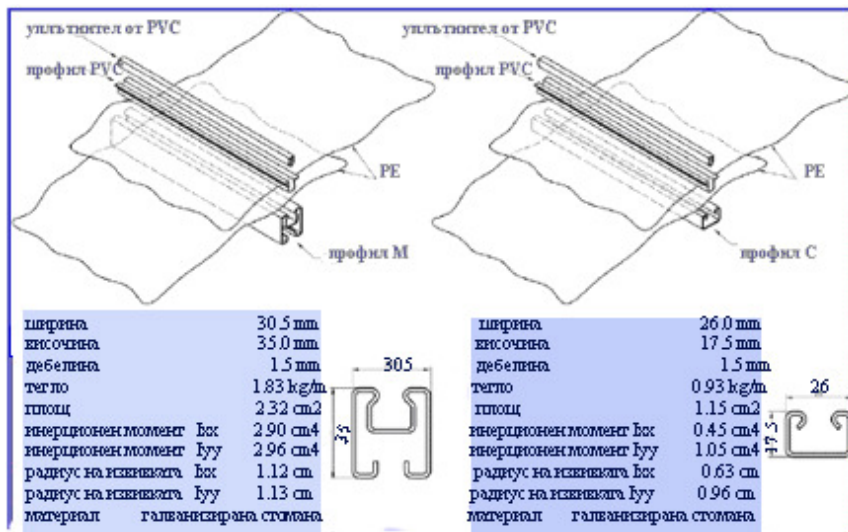 уплътнител от PVC
профил PVC
PE
профил M
уплътнител от PVC
профил PVC
PE
профил C
ширина 30.5 mm
височина 35.0 mm
дебелина 1.5 mm
тегло 1.83 kg/m
площ 2.32 cm2
инерционен момент Ixx 2.90 cm4
инерционен момент Iyy 2.96 cm4
радиус на извивката Ixx 1.12 cm
радиус на извивката Iyy 1.13 cm
материал галванизирана стомана
305
35
ширина 26.0 mm
височина 17.5 mm
дебелина 1.5 mm
тегло 0.93 kg/m
площ 1.15 cm2
инерционен момент Ixx 0.45 cm4
инерционен момент Iyy 1.05 cm4
радиус на извивката Ixx 0.63 cm
радиус на извивката Iyy 0.96 cm
материал галванизирана стомана
26
17.5